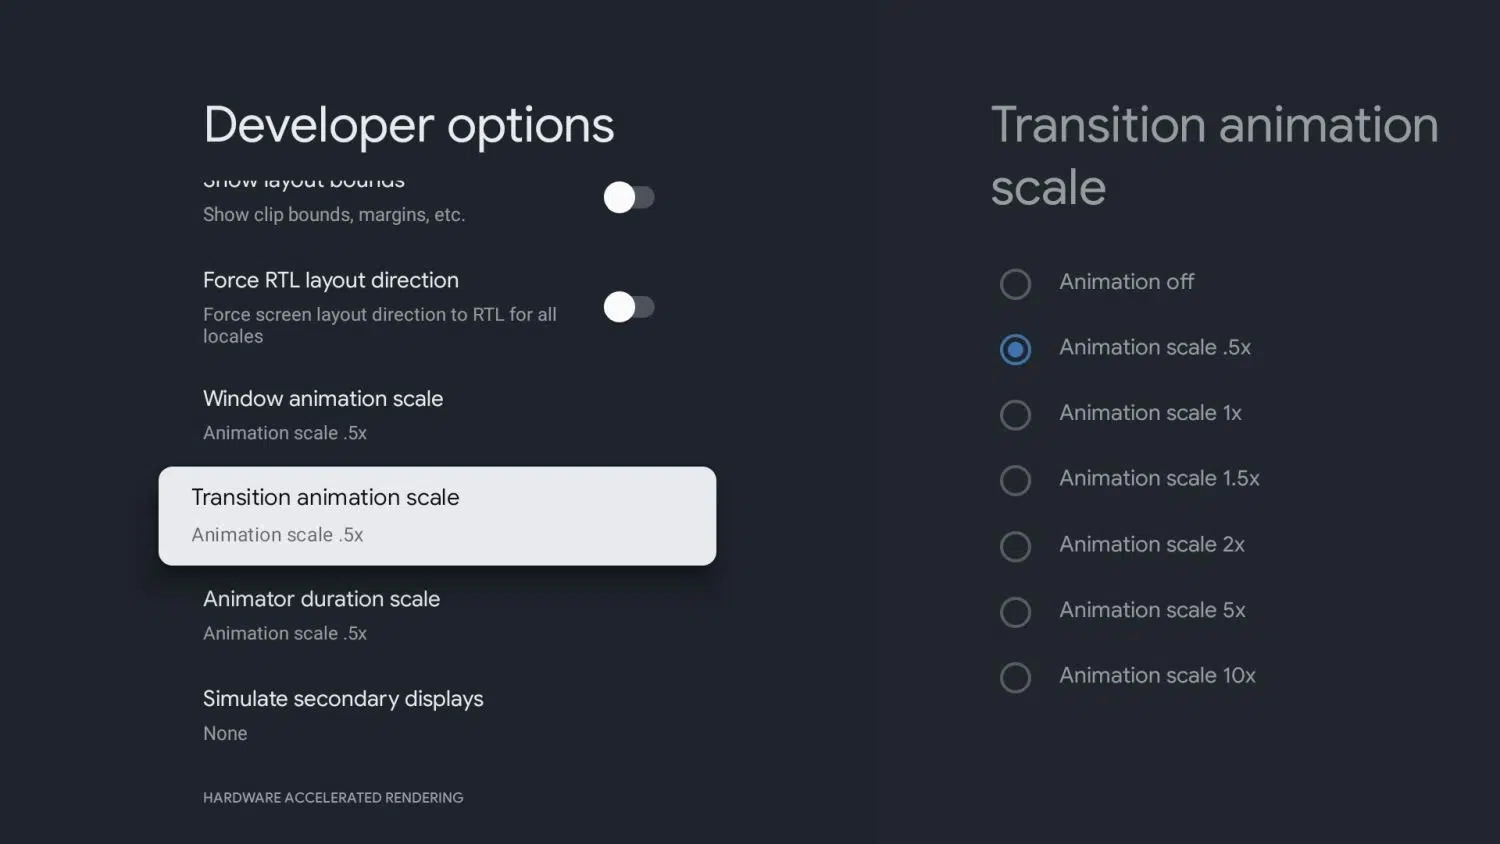 Developer options
Show layout bounds
Show clip bounds, margins, etc.
Force RTL layout direction
Force screen layout direction to RTL for all
locales
Window animation scale
Animation scale .5x
Transition animation scale
Animation scale .5x
Animator duration scale
Animation scale .5x
Simulate secondary displays
None
HARDWARE ACCELERATED RENDERING
Transition animation
scale
Animation off
Animation scale .5x
Animation scale 1x
Animation scale 1.5x
Animation scale 2x
Animation scale 5x
Animation scale 10x